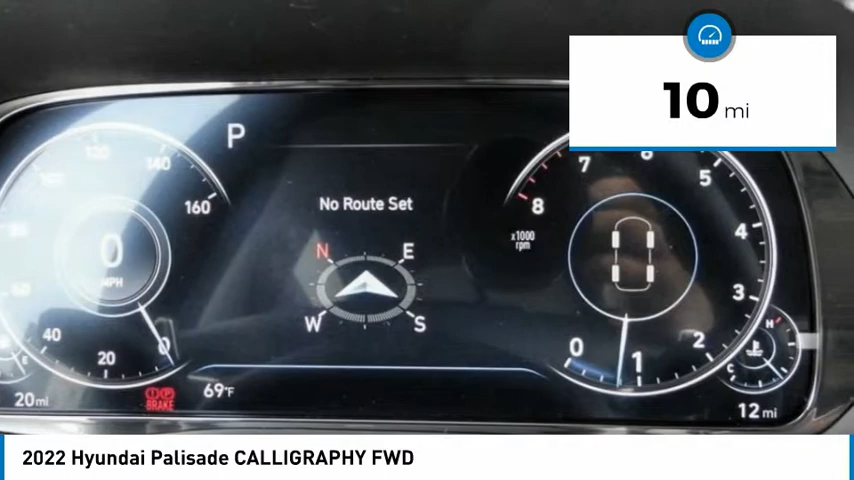 10 mi
P
120
140
160
0
MPH
40
20
0
E
20mi
BRAKE
69°F
No Route Set
N E
W S
8
7
6
5
4
3
2
1
0
x1000
rpm
H
C
12mi
2022 Hyundai Palisade CALLIGRAPHY FWD